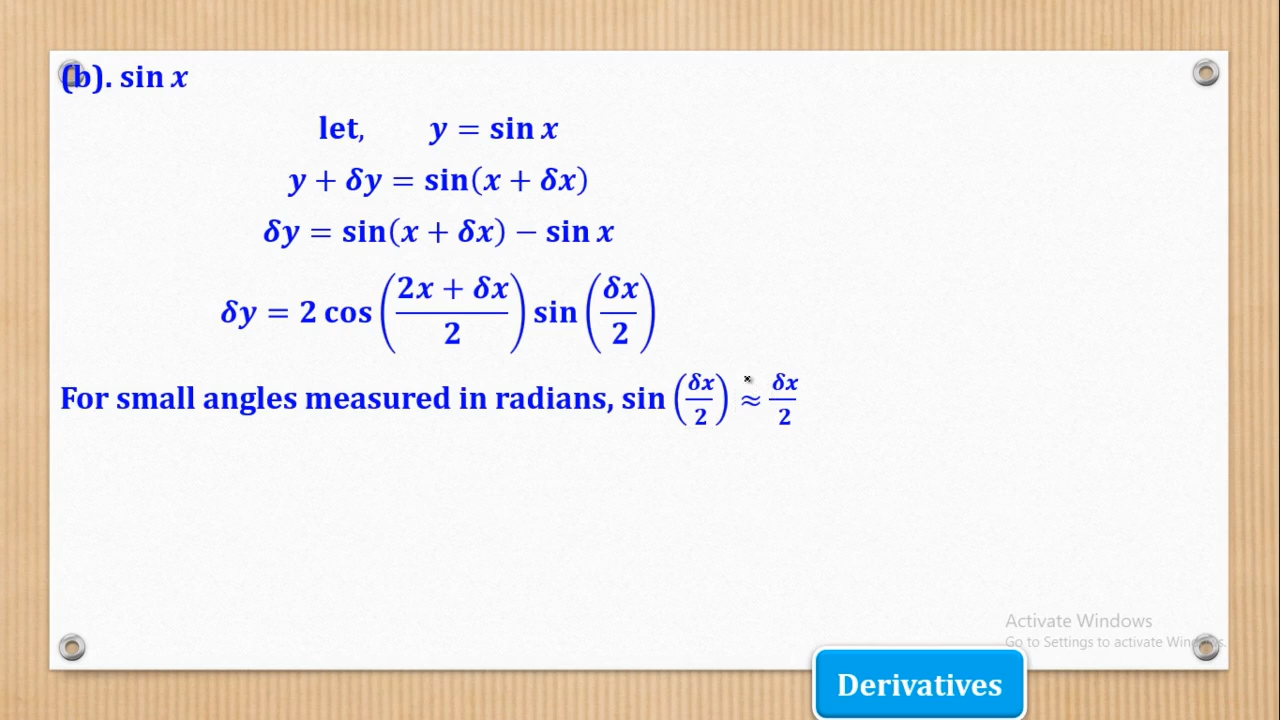 (b). sin x
let, y = sin x
y + δy = sin(x + δx)
δy = sin(x + δx) − sin x
δy = 2 cos((2x + δx)/2) sin(δx/2)
For small angles measured in radians, sin (δx/2) ≈ δx/2
Activate Windows
Go to Settings to activate Windows.
Derivatives